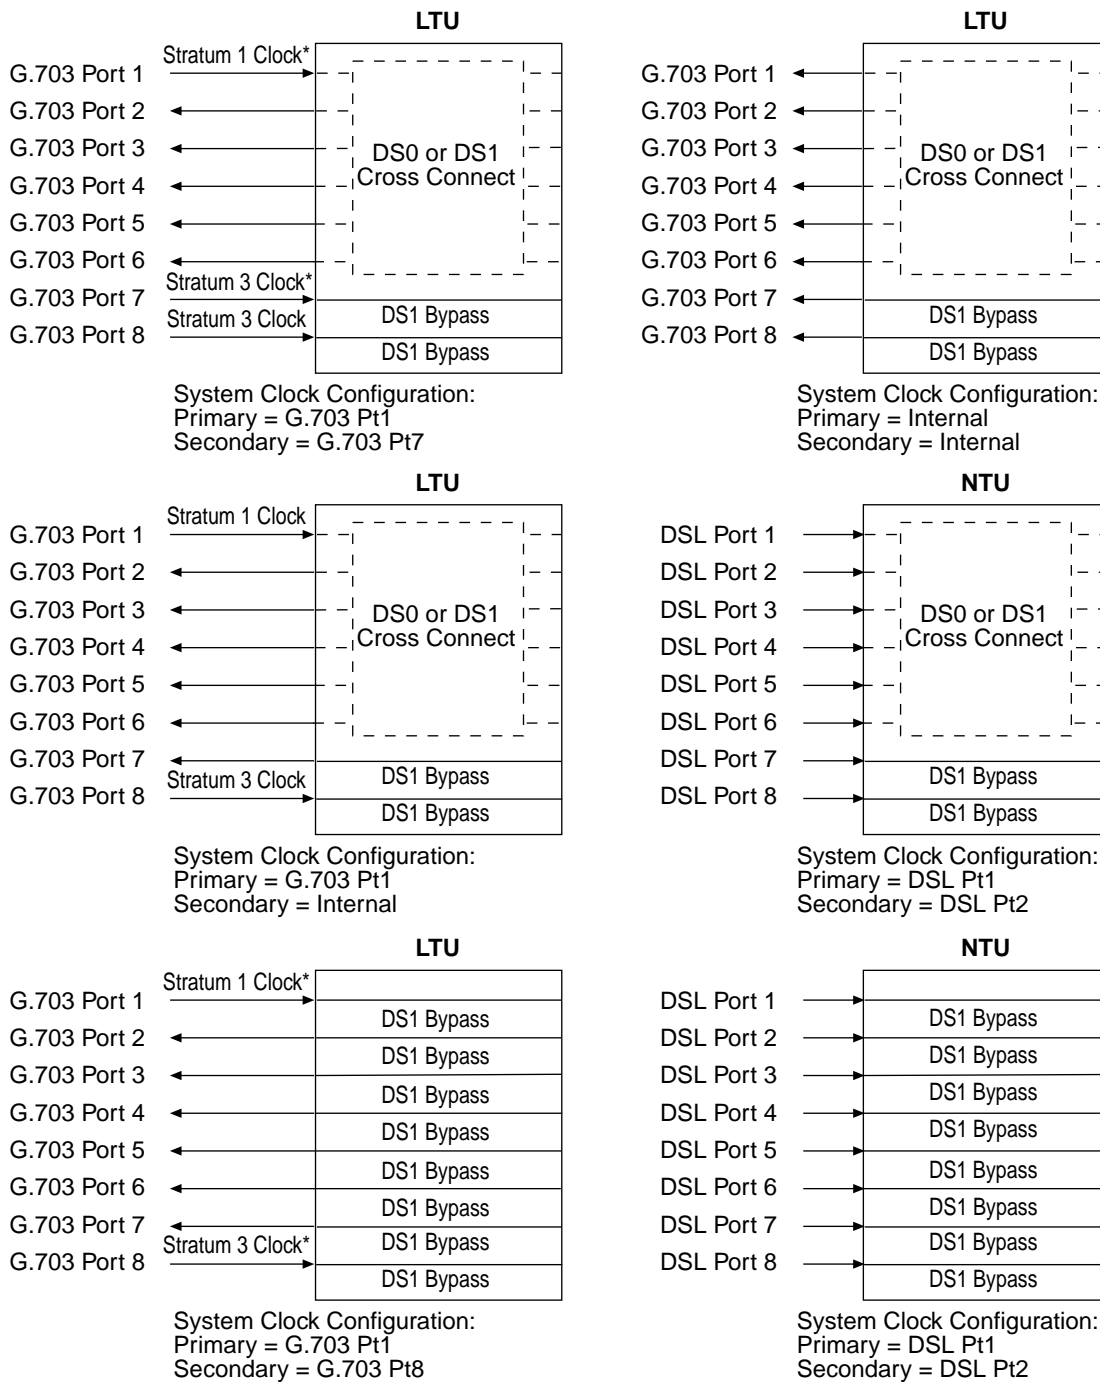 LTU
Stratum 1 Clock*
G.703 Port 1
G.703 Port 2
G.703 Port 3
G.703 Port 4
G.703 Port 5
G.703 Port 6
Stratum 3 Clock*
G.703 Port 7
Stratum 3 Clock
G.703 Port 8
DS0 or DS1
Cross Connect
DS1 Bypass
DS1 Bypass
System Clock Configuration:
Primary = G.703 Pt1
Secondary = G.703 Pt7
LTU
G.703 Port 1
G.703 Port 2
G.703 Port 3
G.703 Port 4
G.703 Port 5
G.703 Port 6
G.703 Port 7
G.703 Port 8
DS0 or DS1
Cross Connect
DS1 Bypass
DS1 Bypass
System Clock Configuration:
Primary = Internal
Secondary = Internal
LTU
Stratum 1 Clock
G.703 Port 1
G.703 Port 2
G.703 Port 3
G.703 Port 4
G.703 Port 5
G.703 Port 6
G.703 Port 7
Stratum 3 Clock
G.703 Port 8
DS0 or DS1
Cross Connect
DS1 Bypass
DS1 Bypass
System Clock Configuration:
Primary = G.703 Pt1
Secondary = Internal
NTU
DSL Port 1
DSL Port 2
DSL Port 3
DSL Port 4
DSL Port 5
DSL Port 6
DSL Port 7
DSL Port 8
DS0 or DS1
Cross Connect
DS1 Bypass
DS1 Bypass
System Clock Configuration:
Primary = DSL Pt1
Secondary = DSL Pt2
LTU
Stratum 1 Clock*
G.703 Port 1
G.703 Port 2
G.703 Port 3
G.703 Port 4
G.703 Port 5
G.703 Port 6
G.703 Port 7
Stratum 3 Clock*
G.703 Port 8
DS1 Bypass
DS1 Bypass
DS1 Bypass
DS1 Bypass
DS1 Bypass
DS1 Bypass
DS1 Bypass
DS1 Bypass
System Clock Configuration:
Primary = G.703 Pt1
Secondary = G.703 Pt8
NTU
DSL Port 1
DSL Port 2
DSL Port 3
DSL Port 4
DSL Port 5
DSL Port 6
DSL Port 7
DSL Port 8
DS1 Bypass
DS1 Bypass
DS1 Bypass
DS1 Bypass
DS1 Bypass
DS1 Bypass
DS1 Bypass
DS1 Bypass
System Clock Configuration:
Primary = DSL Pt1
Secondary = DSL Pt2